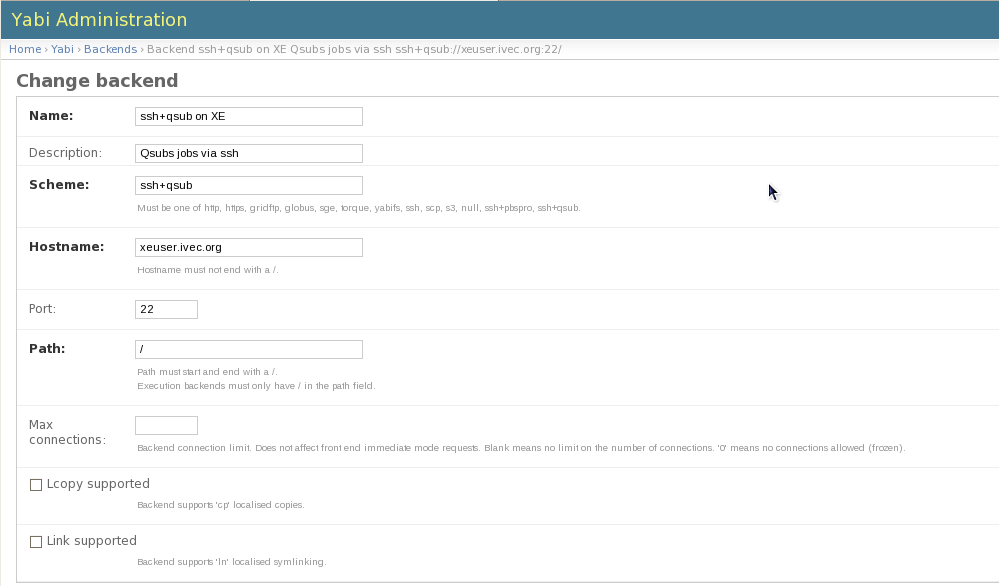 Yabi Administration
Home › Yabi › Backends › Backend ssh+qsub on XE Qsubs jobs via ssh ssh+qsub://xeuser.ivec.org:22/
Change backend
Name: ssh+qsub on XE
Description: Qsubs jobs via ssh
Scheme: ssh+qsub
Must be one of http, https, gridftp, globus, sge, torque, yabifs, ssh, scp, s3, null, ssh+pbspro, ssh+qsub.
Hostname: xeuser.ivec.org
Hostname must not end with a /.
Port: 22
Path: /
Path must start and end with a /.
Execution backends must only have / in the path field.
Max
connections:
Backend connection limit. Does not affect front end immediate mode requests. Blank means no limit on the number of connections. '0' means no connections allowed (frozen).
Lcopy supported
Backend supports 'cp' localised copies.
Link supported
Backend supports 'ln' localised symlinking.